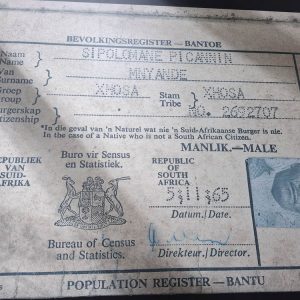 BEVOLKINGSREGISTER — BANTOE
Naam
Name } SIPOLOMANE PICANNIN
Van
Surname } MNYANDE
Groep
Group } XHOSA Stam
Tribe } XHOSA
Burgerskap
Citizenship } NO. 2692707
*In die geval van 'n Naturel wat nie 'n Suid-Afrikaanse Burger is nie.
In the case of a Native who is not a South African Citizen.
MANLIK.—MALE
REPUBLIEK
VAN
SUID-
AFRIKA
Buro vir Sensus
en Statistiek.
REPUBLIC
OF
SOUTH
AFRICA
5:11:65
Datum./Date.
Bureau of Census
and Statistics.
Direkteur./Director.
POPULATION REGISTER—BANTU